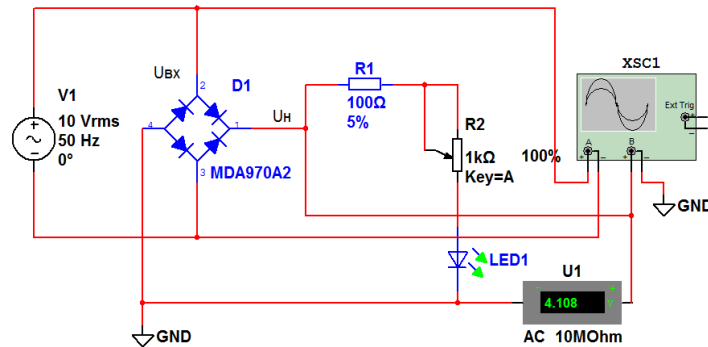 XSC1
Ext Trig
+
−
A
B
+ − + −
V1
10 Vrms
50 Hz
0°
+
−
UВХ
D1
2
4
1
3
MDA970A2
UН
R1
100Ω
5%
R2
1kΩ
Key=A
100%
GND
LED1
U1
− +
4.108
V
AC 10MOhm
GND